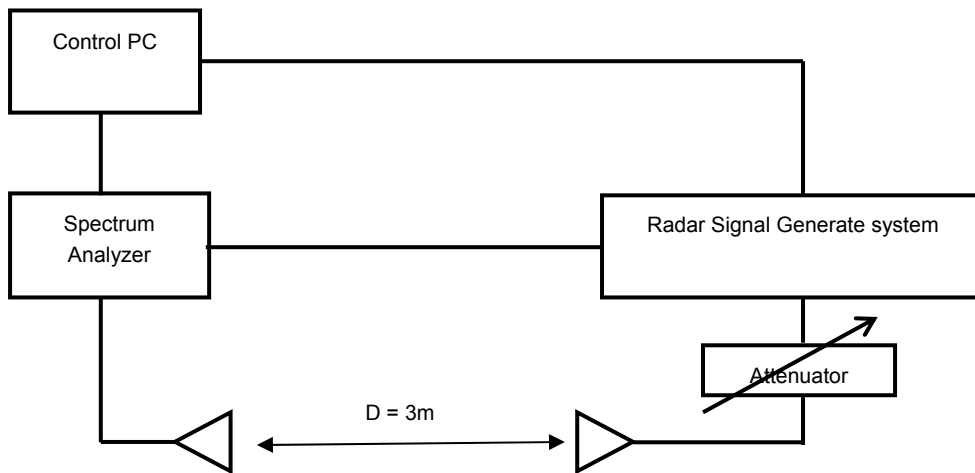 Control PC
Spectrum
Analyzer
Radar Signal Generate system
Attenuator
D = 3m